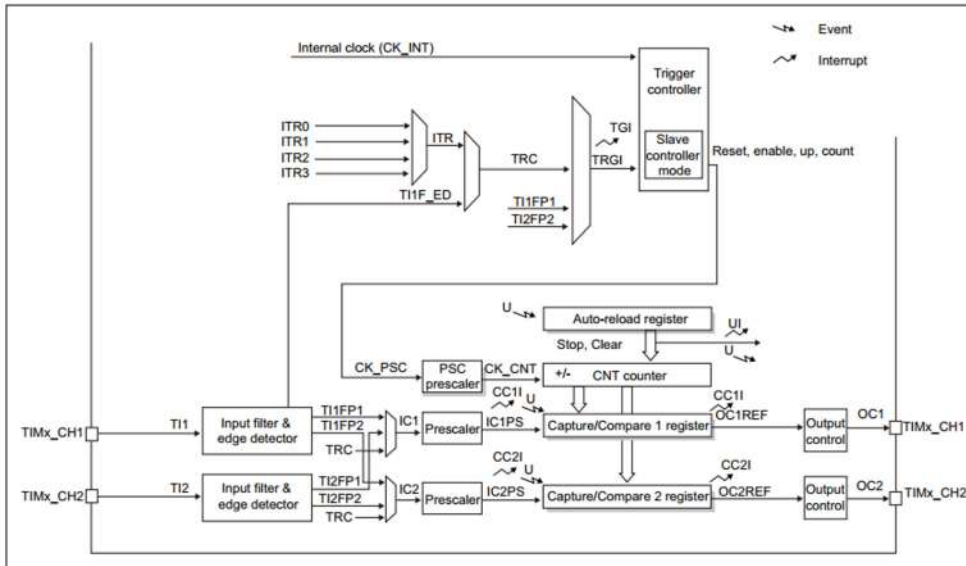 Event
Interrupt
Internal clock (CK_INT)
Trigger
controller
ITR0
ITR1
ITR2
ITR3
ITR
TI1F_ED
TRC
TI1FP1
TI2FP2
TGI
TRGI
Slave
controller
mode
Reset, enable, up, count
U
Auto-reload register
UI
U
Stop, Clear
CK_PSC
PSC
prescaler
CK_CNT
+/-
CNT counter
TIMx_CH1
TI1
Input filter &
edge detector
TI1FP1
TI1FP2
TRC
IC1
Prescaler
CC1I
U
IC1PS
Capture/Compare 1 register
CC1I
OC1REF
Output
control
OC1
TIMx_CH1
TIMx_CH2
TI2
Input filter &
edge detector
TI2FP1
TI2FP2
TRC
IC2
Prescaler
CC2I
U
IC2PS
Capture/Compare 2 register
CC2I
OC2REF
Output
control
OC2
TIMx_CH2